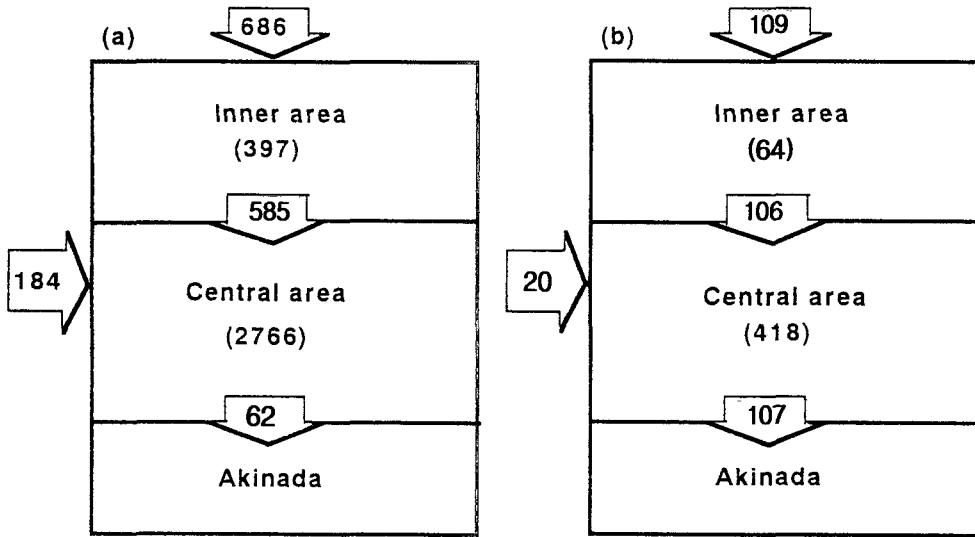 (a)
686
Inner area
(397)
585
184
Central area
(2766)
62
Akinada
(b)
109
Inner area
(64)
106
20
Central area
(418)
107
Akinada